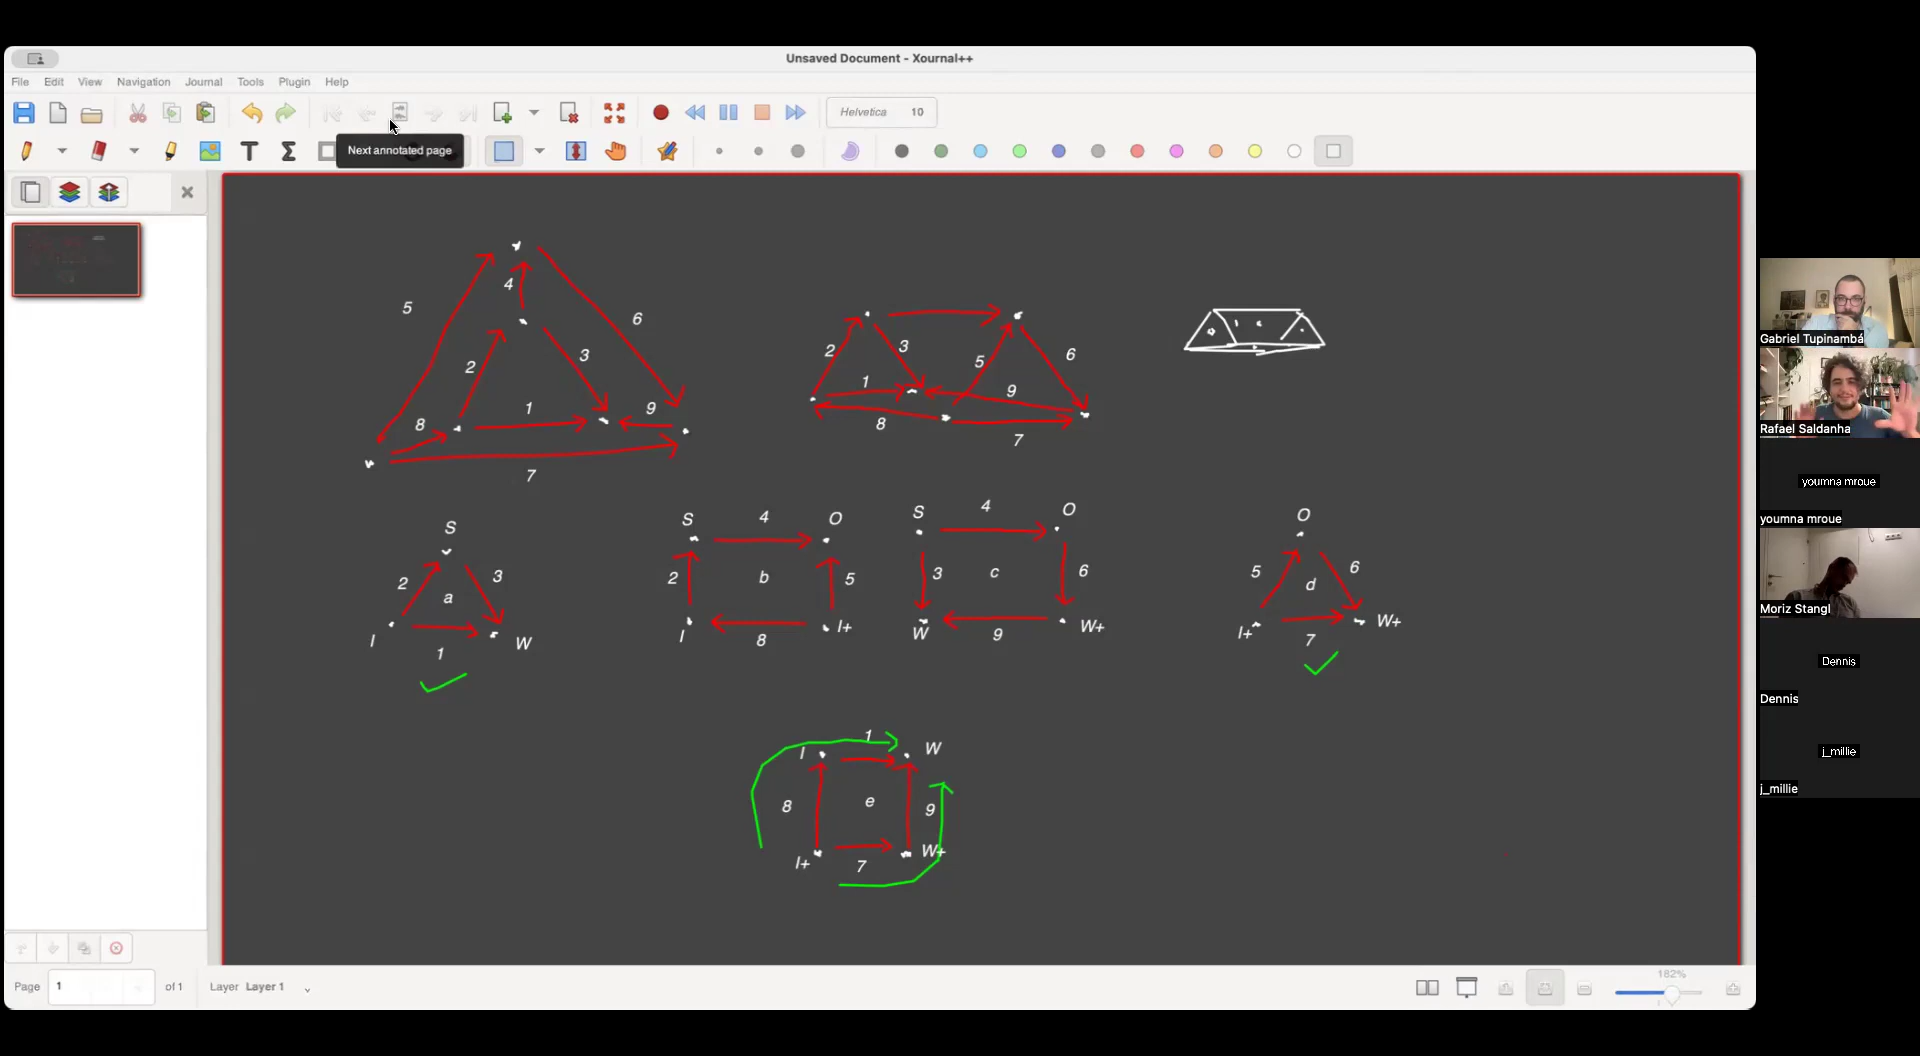 Unsaved Document - Xournal++
File Edit View Navigation Journal Tools Plugin Help
Helvetica 10
Next annotated page
5
4
6
2
3
8
1
9
7
2
3
5
6
1
9
8
7
S
2
3
a
I
W
1
S
4
O
2
b
5
I
8
I+
S
4
O
3
c
6
W
9
W+
O
5
6
d
I+
7
W+
I
1
W
8
e
9
I+
7
W+
Gabriel Tupinambá
Rafael Saldanha
youmna mroue
youmna mroue
Moriz Stangl
Dennis
Dennis
j_millie
j_millie
Page 1 of 1 Layer Layer 1
182%